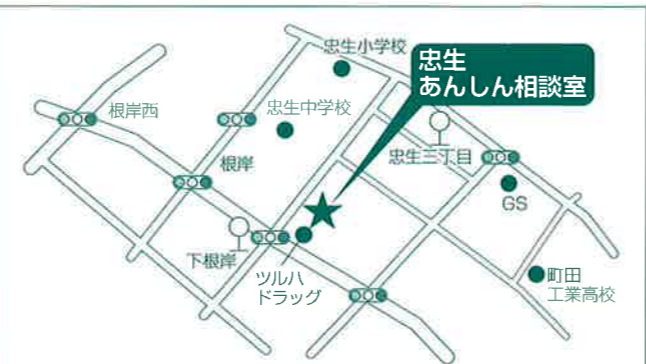 忠生小学校
忠生
あんしん相談室
根岸西
忠生中学校
忠生三丁目
根岸
GS
下根岸
ツルハ
ドラッグ
町田
工業高校